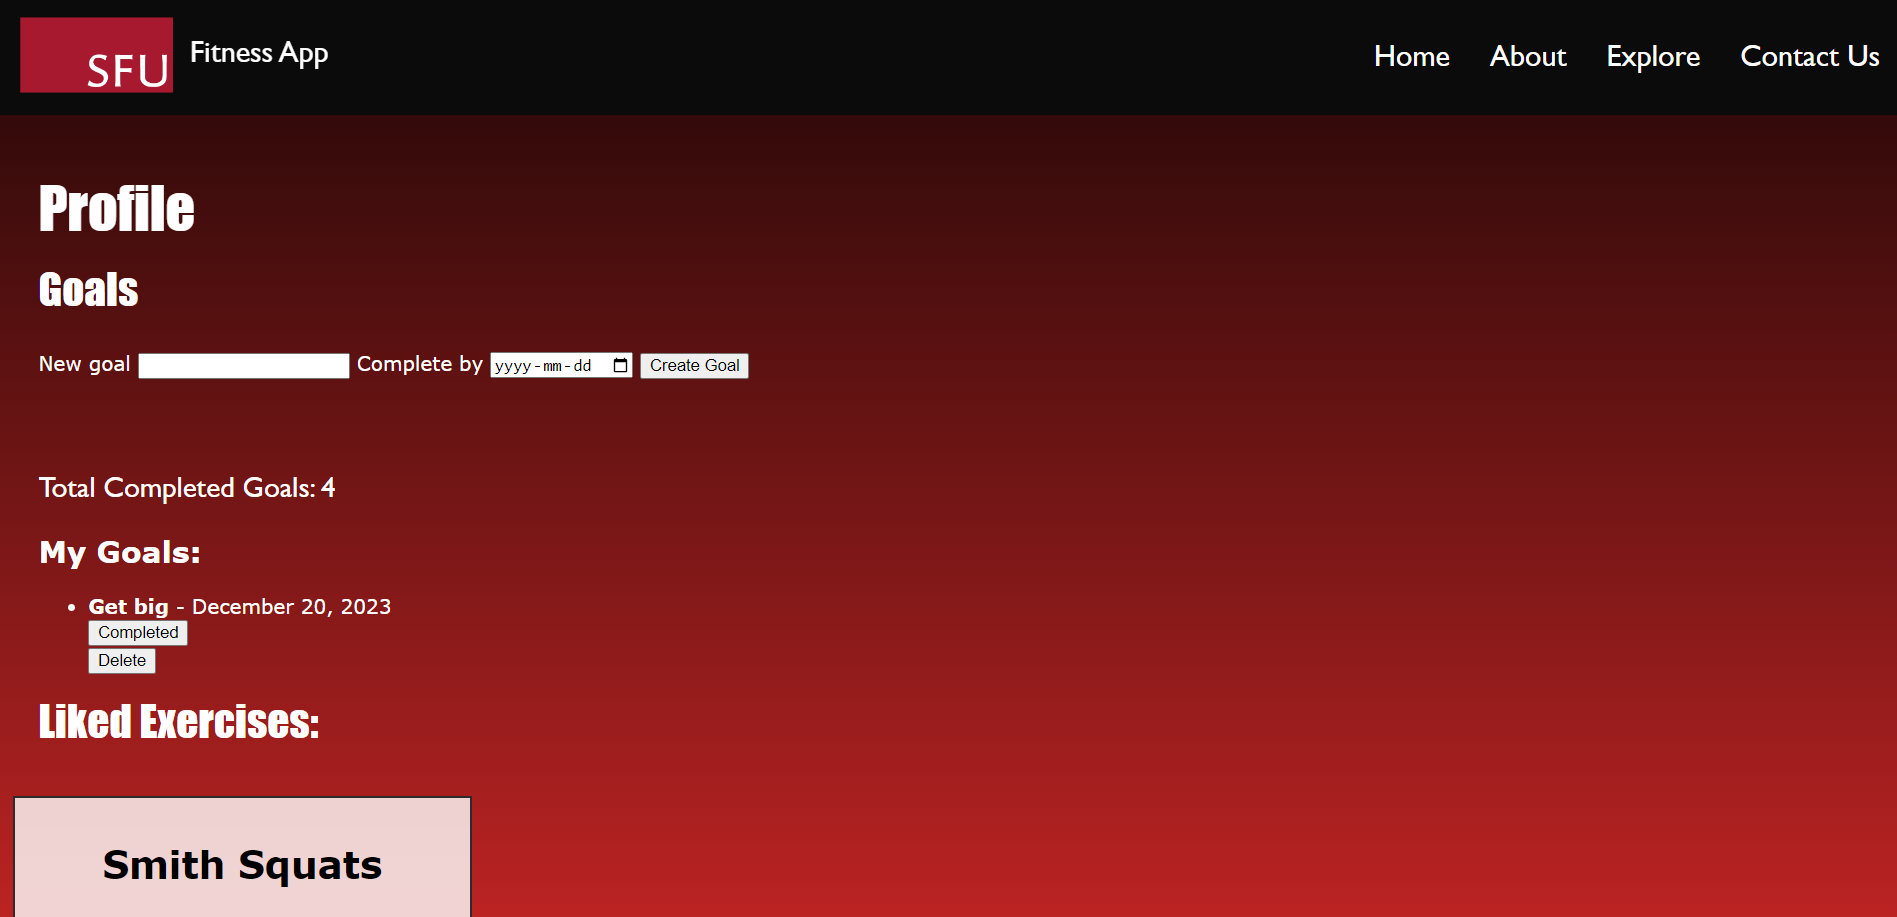 SFU Fitness App Home About Explore Contact Us
Profile
Goals
New goal Complete by yyyy-mm-dd Create Goal
Total Completed Goals: 4
My Goals:
Get big - December 20, 2023
Completed
Delete
Liked Exercises:
Smith Squats